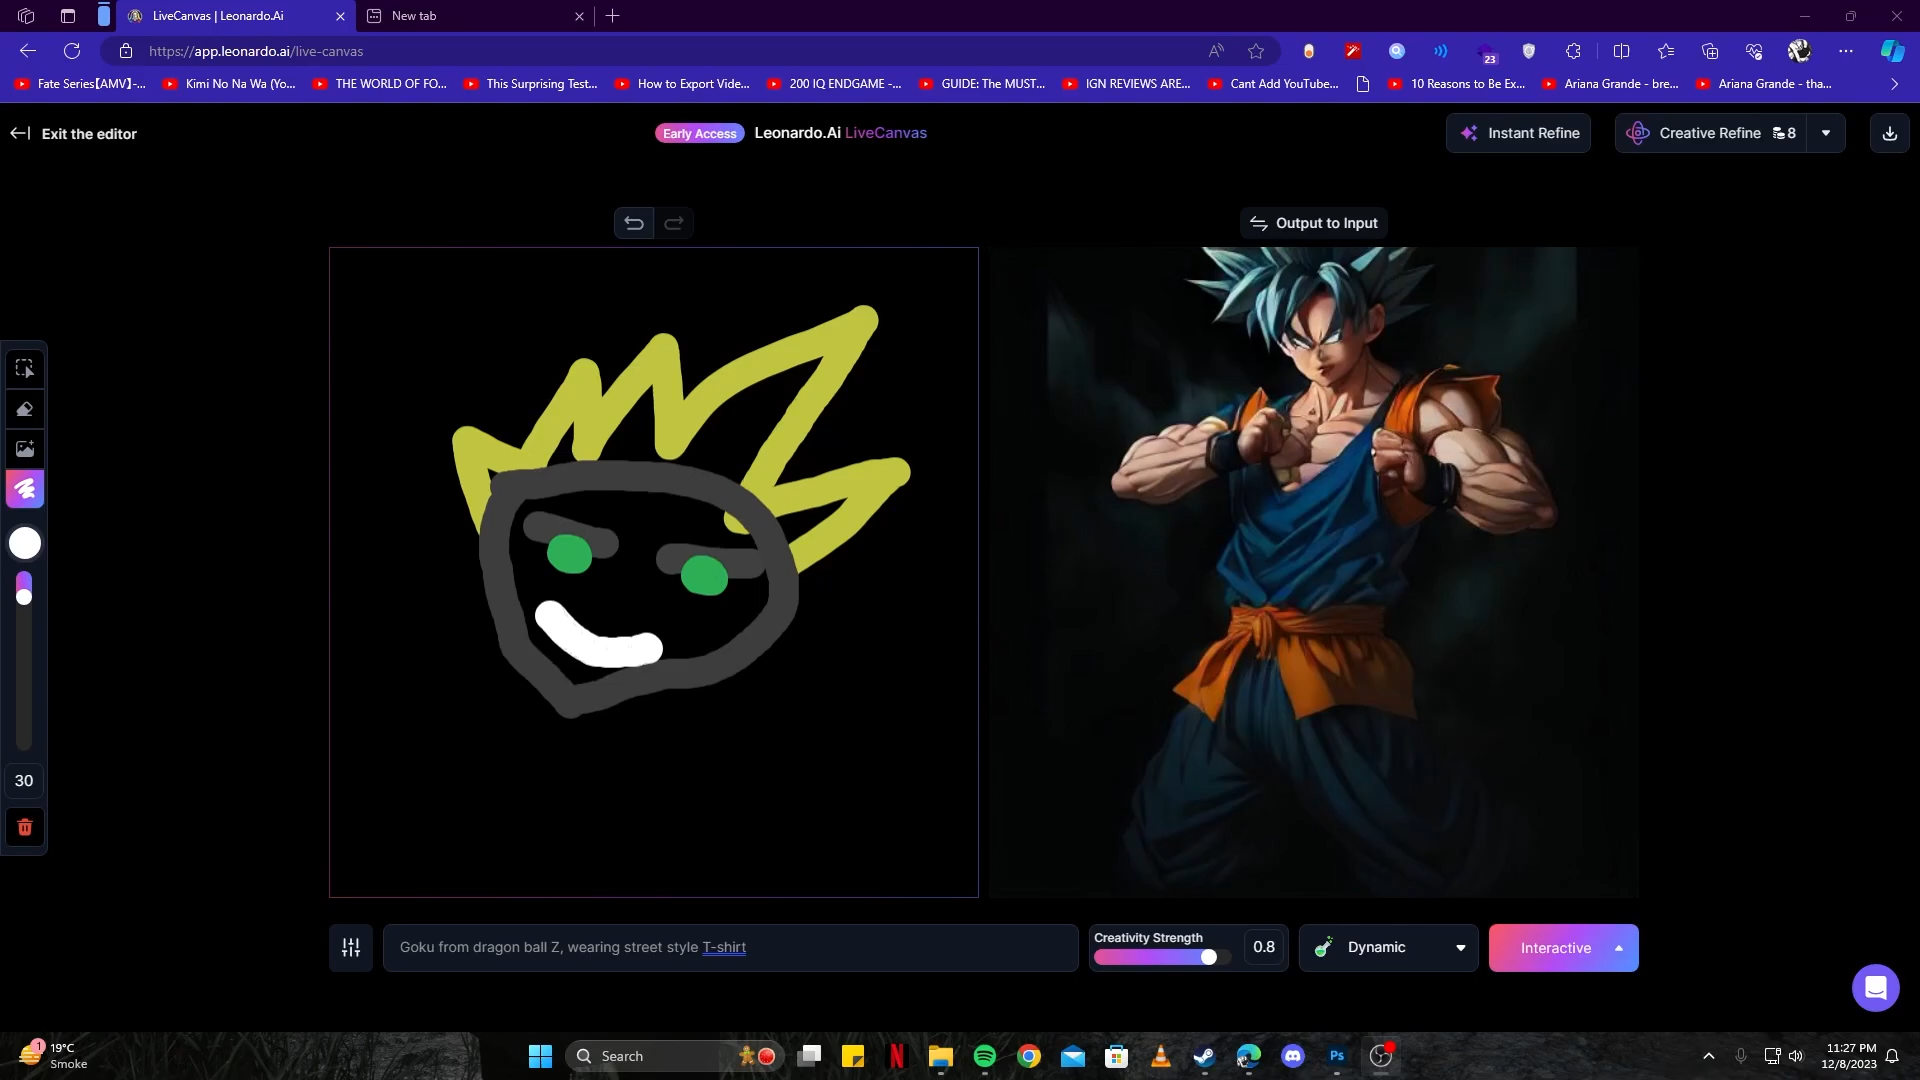 LiveCanvas | Leonardo.Ai
New tab
https://app.leonardo.ai/live-canvas
23
Fate Series【AMV】-...
Kimi No Na Wa (Yo...
THE WORLD OF FO...
This Surprising Test...
How to Export Vide...
200 IQ ENDGAME -...
GUIDE: The MUST...
IGN REVIEWS ARE...
Cant Add YouTube...
10 Reasons to Be Ex...
Ariana Grande - bre...
Ariana Grande - tha...
Exit the editor
Early Access Leonardo.Ai LiveCanvas
Instant Refine
Creative Refine 8
Output to Input
30
Goku from dragon ball Z, wearing street style T-shirt
Creativity Strength
0.8
Dynamic
Interactive
1
19°C
Smoke
Search
N
Ps
11:27 PM
12/8/2023